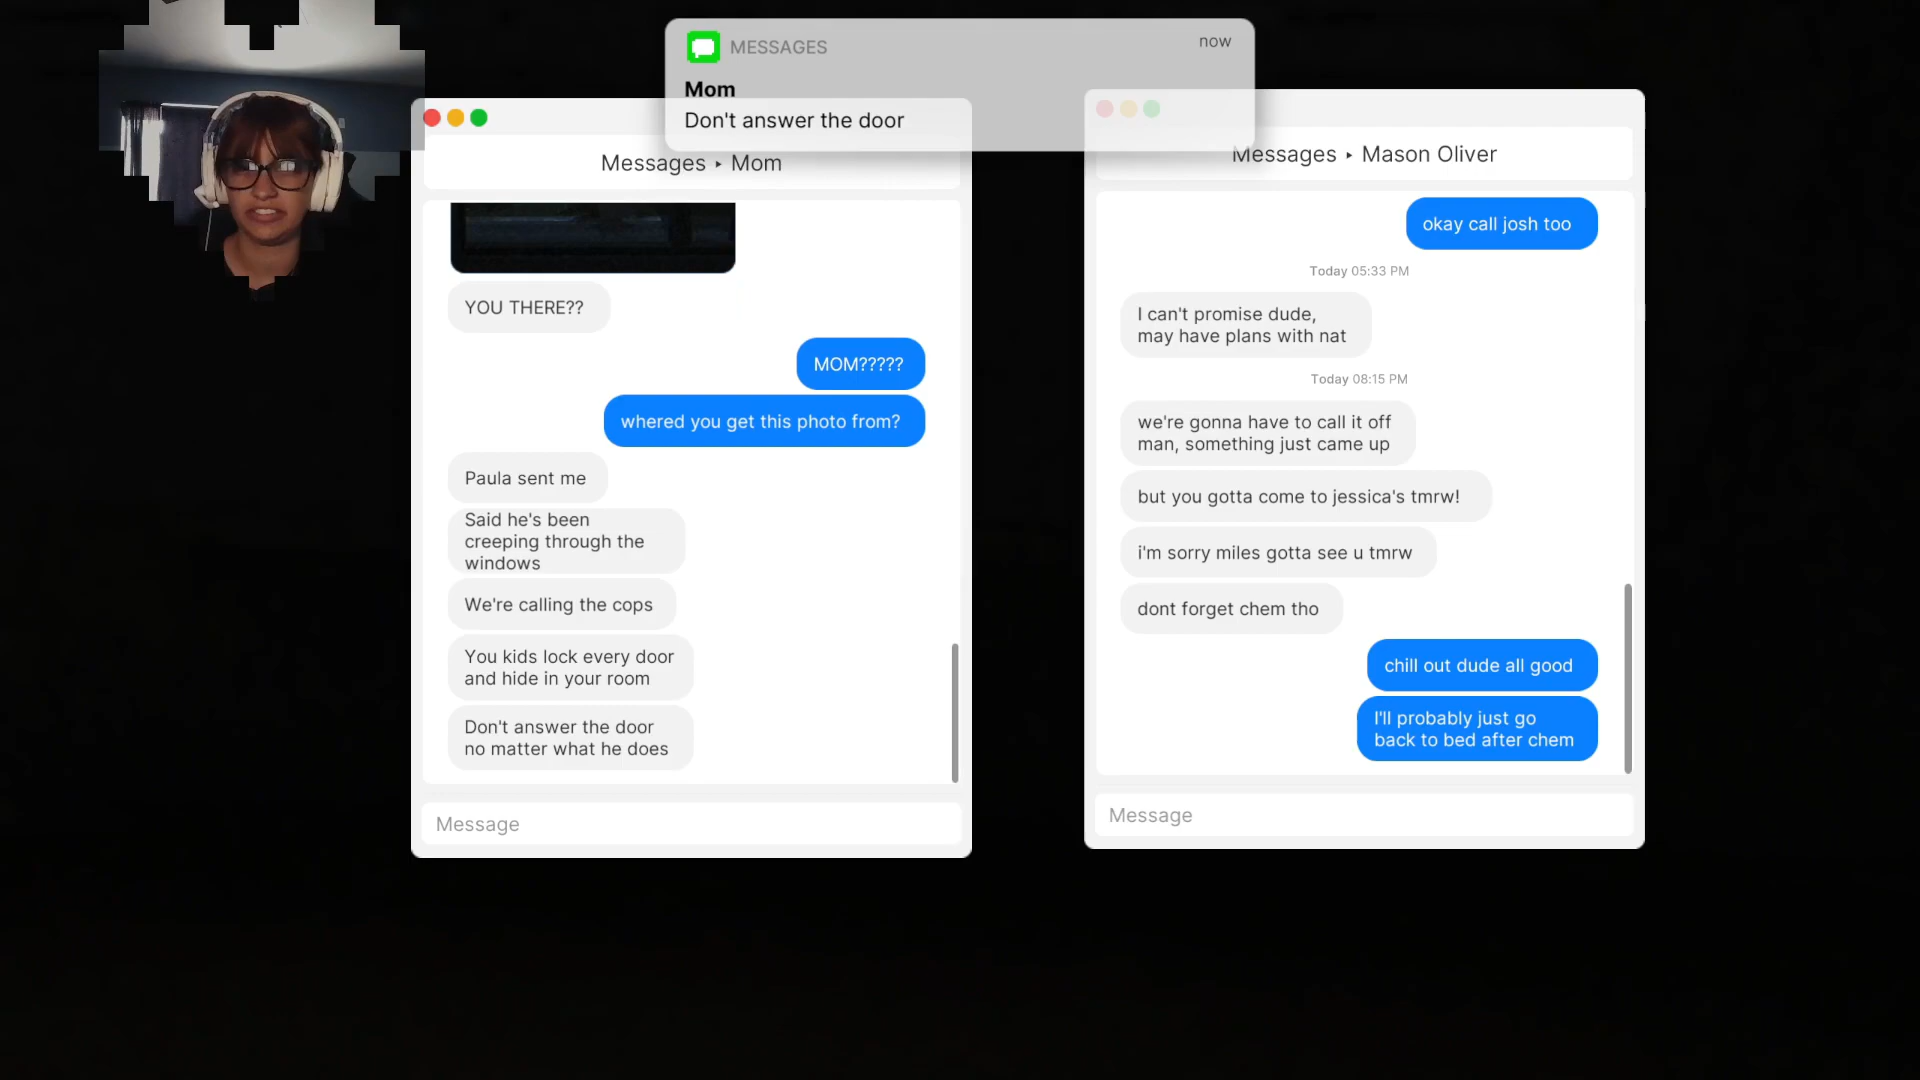 MESSAGES
now
Mom
Don't answer the door
Messages ▸ Mom
YOU THERE??
MOM?????
whered you get this photo from?
Paula sent me
Said he's been
creeping through the
windows
We're calling the cops
You kids lock every door
and hide in your room
Don't answer the door
no matter what he does
Message
Messages ▸ Mason Oliver
okay call josh too
Today 05:33 PM
I can't promise dude,
may have plans with nat
Today 08:15 PM
we're gonna have to call it off
man, something just came up
but you gotta come to jessica's tmrw!
i'm sorry miles gotta see u tmrw
dont forget chem tho
chill out dude all good
I'll probably just go
back to bed after chem
Message